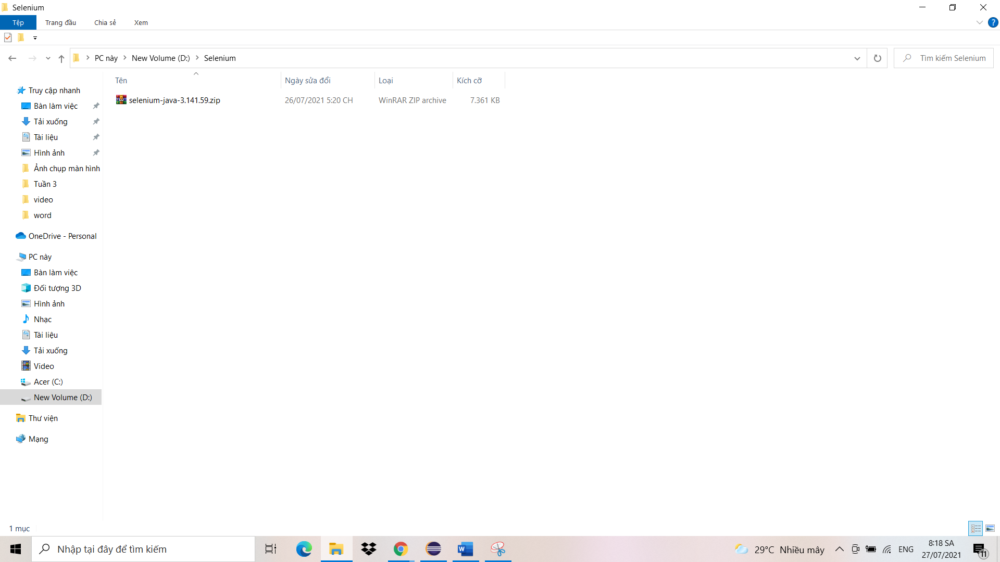 Selenium
Tệp Trang đầu Chia sẻ Xem
?
PC này New Volume (D:) Selenium Tìm kiếm Selenium
Tên Ngày sửa đổi Loại Kích cỡ
selenium-java-3.141.59.zip 26/07/2021 5:20 CH WinRAR ZIP archive 7.361 KB
Truy cập nhanh
Bàn làm việc
Tải xuống
Tài liệu
Hình ảnh
Ảnh chụp màn hình
Tuần 3
video
word
OneDrive - Personal
PC này
Bàn làm việc
Đối tượng 3D
Hình ảnh
Nhạc
Tài liệu
Tải xuống
Video
Acer (C:)
New Volume (D:)
Thư viện
Mạng
1 mục
Nhập tại đây để tìm kiếm
W
29°C Nhiều mây
ENG
8:18 SA
27/07/2021
11